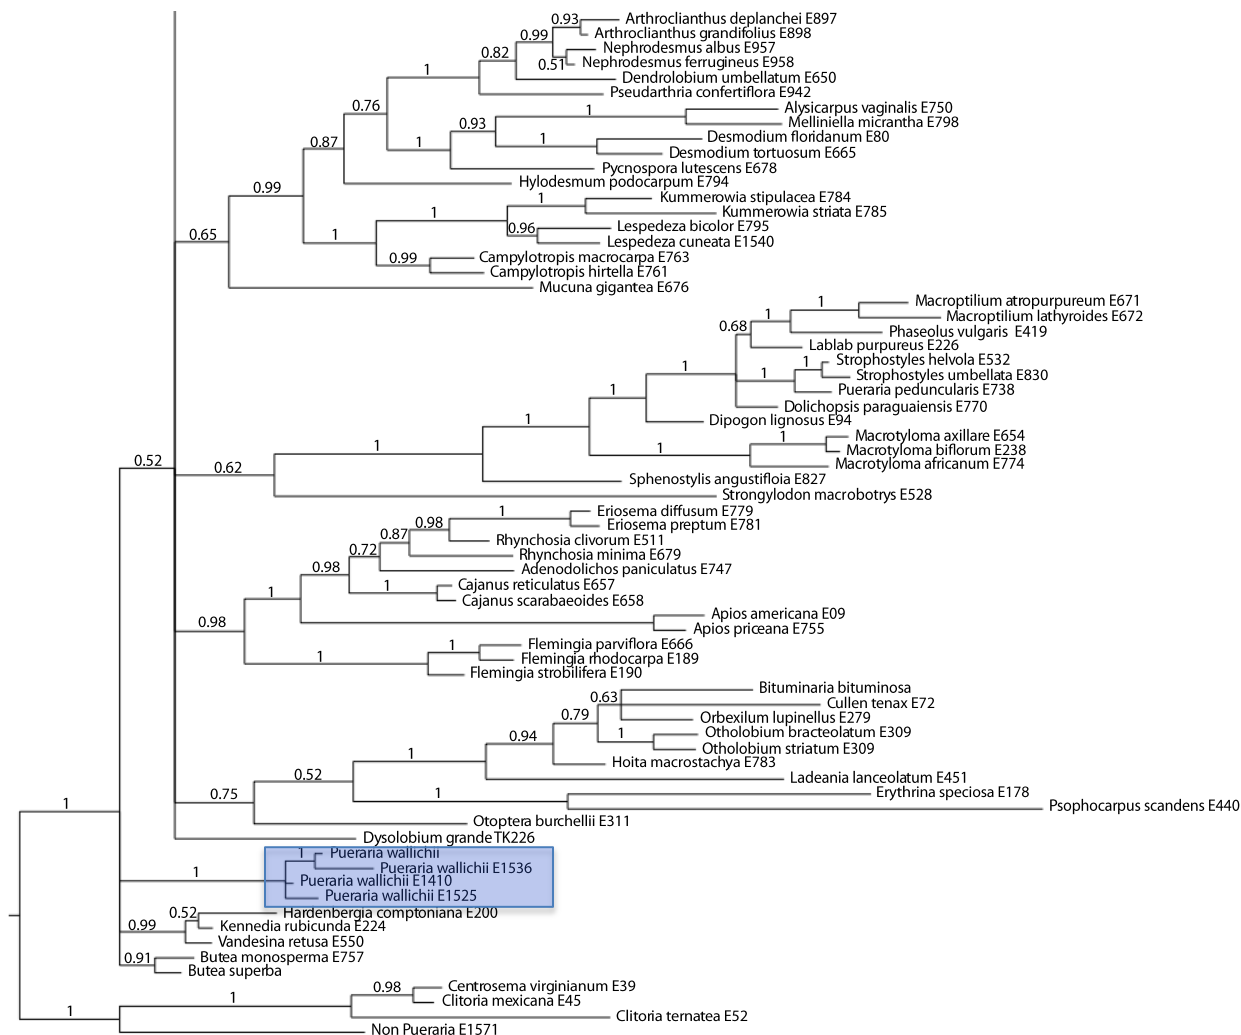 0.93 Arthroclianthus deplanchei E897
0.99 Arthroclianthus grandifolius E898
0.82 Nephrodesmus albus E957
0.51 Nephrodesmus ferrugineus E958
1 Dendrolobium umbellatum E650
Pseudarthria confertiflora E942
0.76 1 Alysicarpus vaginalis E750
0.93 Melliniella micrantha E798
0.87 1 1 Desmodium floridanum E80
Desmodium tortuosum E665
Pycnospora lutescens E678
0.99 Hylodesmum podocarpum E794
1 Kummerowia stipulacea E784
1 Kummerowia striata E785
0.65 1 0.96 Lespedeza bicolor E795
Lespedeza cuneata E1540
0.99 Campylotropis macrocarpa E763
Campylotropis hirtella E761
Mucuna gigantea E676
1 Macroptilium atropurpureum E671
1 Macroptilium lathyroides E672
0.68 Phaseolus vulgaris E419
Lablab purpureus E226
1 1 Strophostyles helvola E532
1 Strophostyles umbellata E830
1 Pueraria peduncularis E738
Dolichopsis paraguaiensis E770
1 Dipogon lignosus E94
1 1 Macrotyloma axillare E654
1 Macrotyloma biflorum E238
0.52 0.62 Macrotyloma africanum E774
Sphenostylis angustifloia E827
Strongylodon macrobotrys E528
1 Eriosema diffusum E779
0.98 Eriosema preptum E781
0.87 Rhynchosia clivorum E511
0.72 Rhynchosia minima E679
0.98 Adenodolichos paniculatus E747
1 1 Cajanus reticulatus E657
Cajanus scarabaeoides E658
0.98 Apios americana E09
Apios priceana E755
1 Flemingia parviflora E666
1 Flemingia rhodocarpa E189
Flemingia strobilifera E190
Bituminaria bituminosa
0.63 Cullen tenax E72
0.79 Orbexilum lupinellus E279
0.94 1 Otholobium bracteolatum E309
Otholobium striatum E309
1 Hoita macrostachya E783
0.52 Ladeania lanceolatum E451
0.75 1 Erythrina speciosa E178
1 Psophocarpus scandens E440
Otoptera burchellii E311
Dysolobium grande TK226
1 Pueraria wallichii
1 Pueraria wallichii E1536
Pueraria wallichii E1410
Pueraria wallichii E1525
0.52 Hardenbergia comptoniana E200
0.99 Kennedia rubicunda E224
Vandesina retusa E550
0.91 Butea monosperma E757
Butea superba
0.98 Centrosema virginianum E39
1 1 Clitoria mexicana E45
Clitoria ternatea E52
Non Pueraria E1571